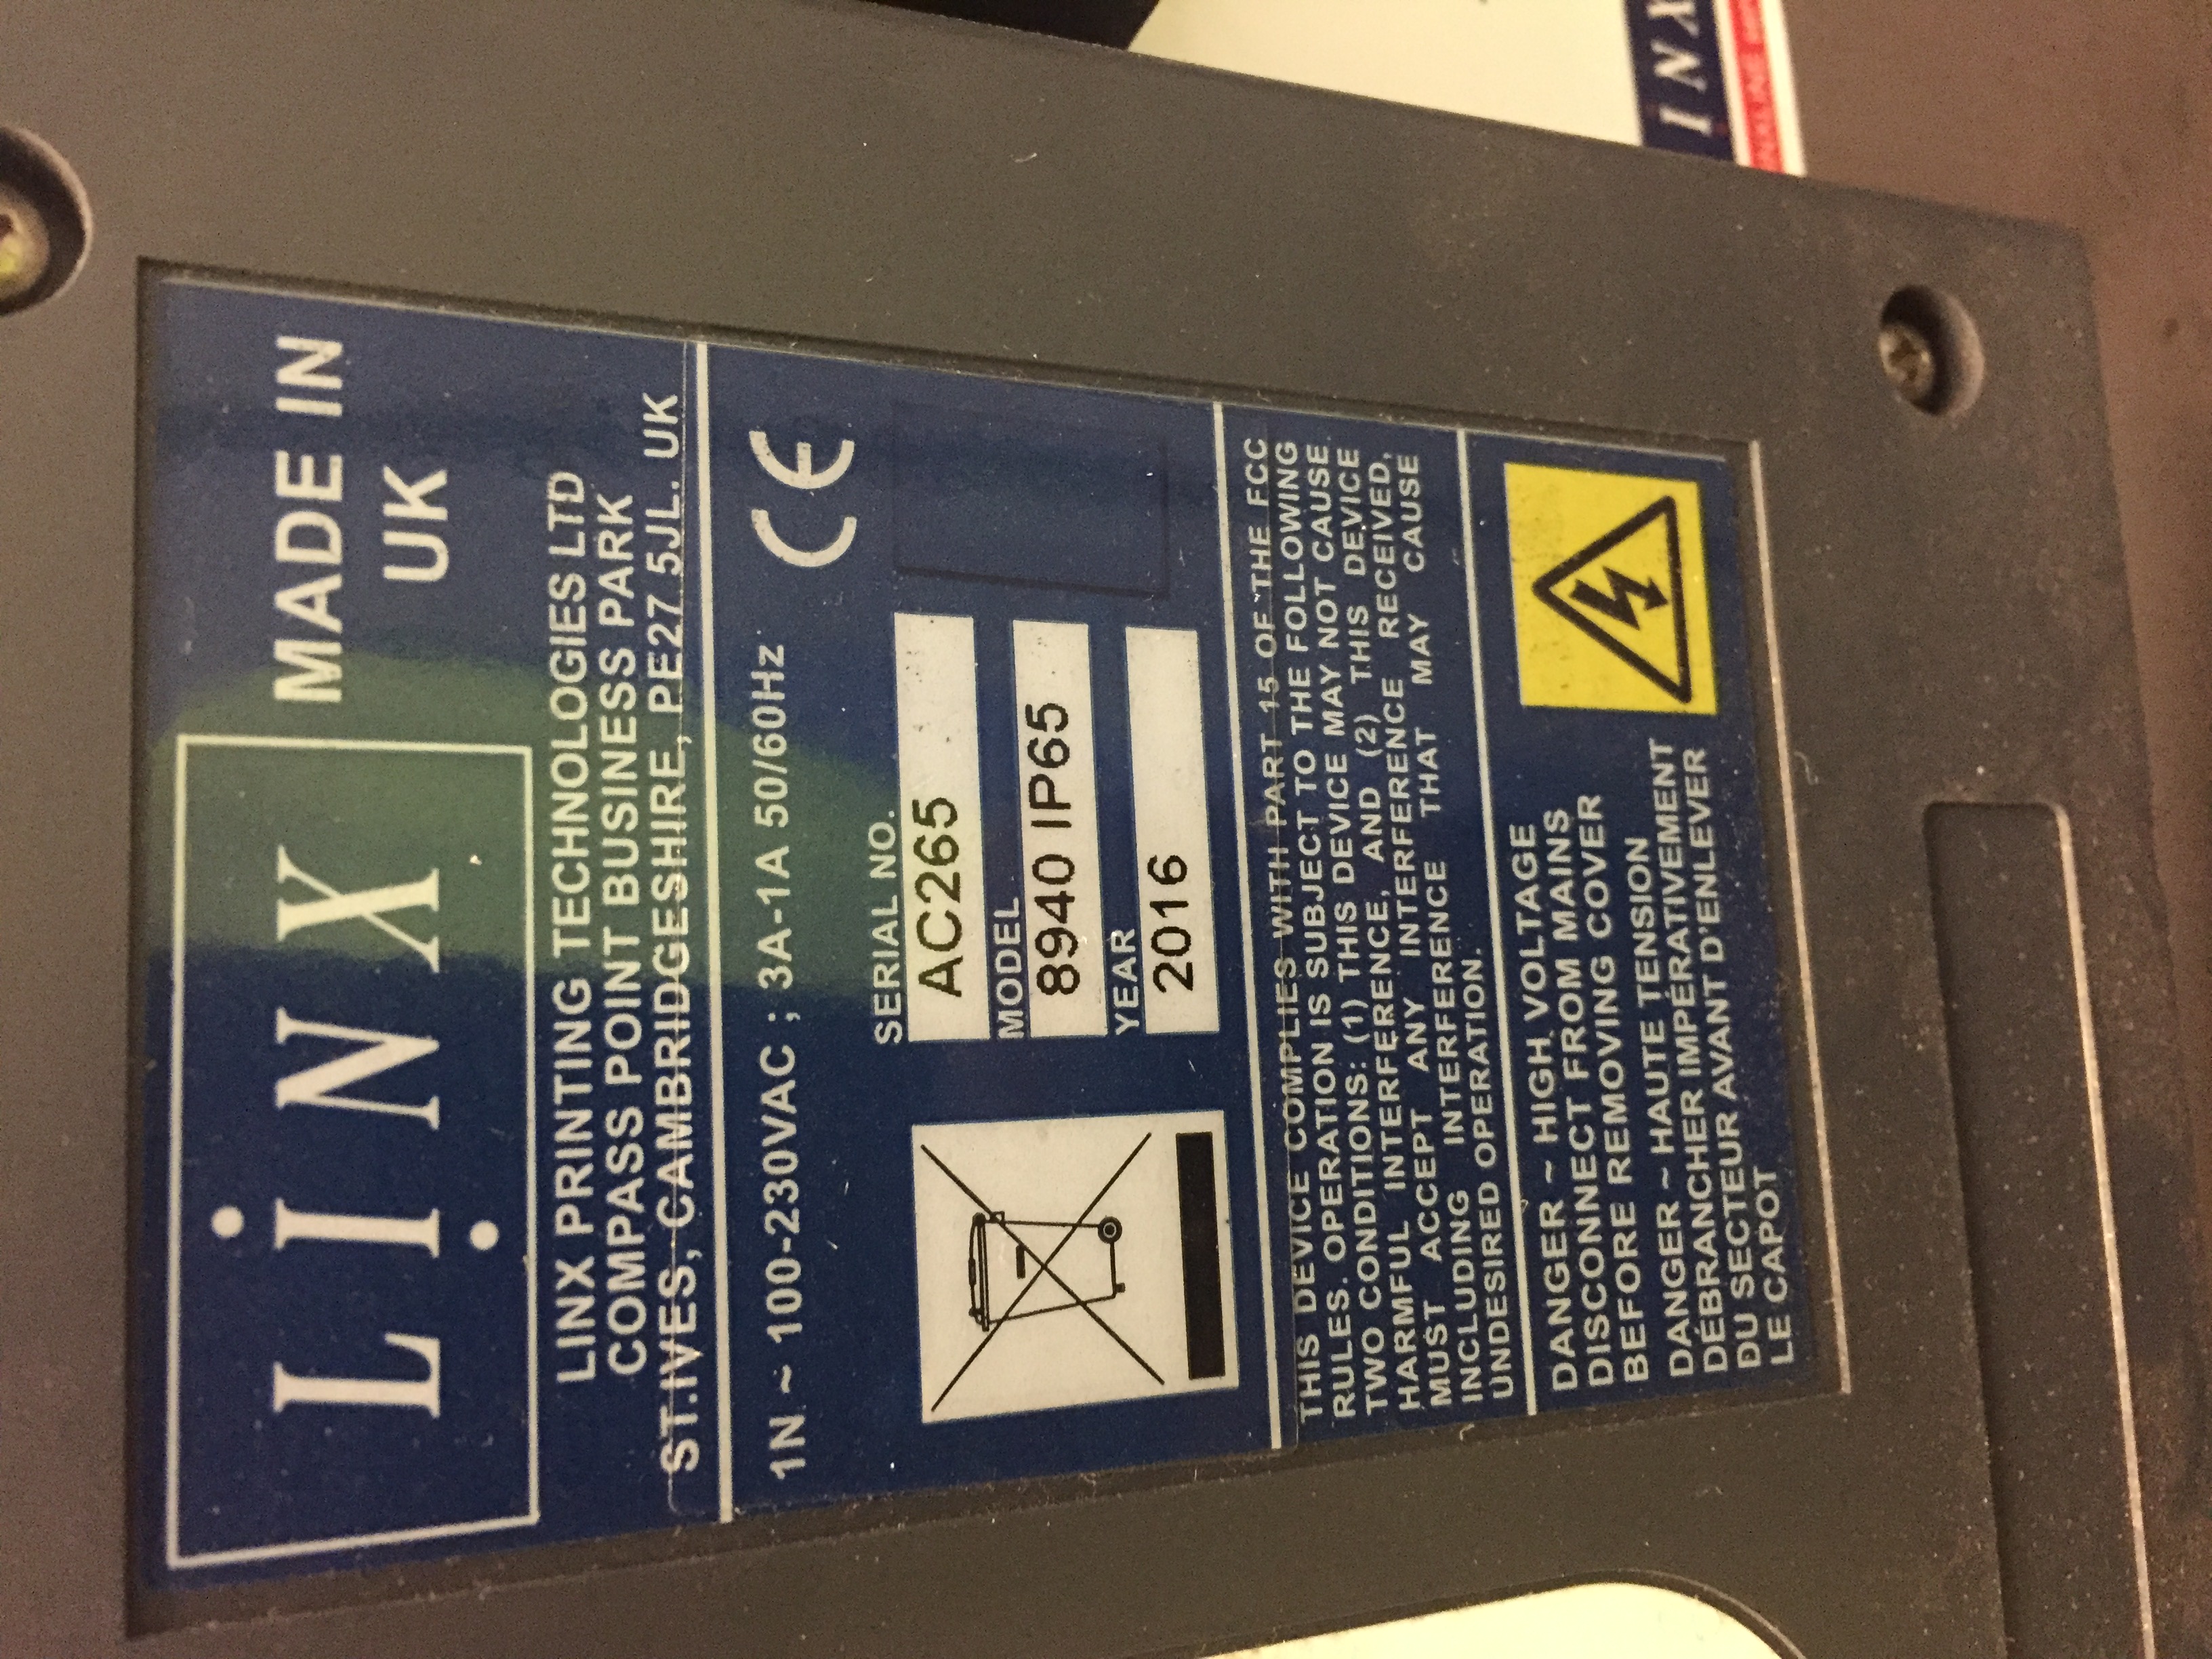 LINX
MADE IN
UK
LINX PRINTING TECHNOLOGIES LTD
COMPASS POINT BUSINESS PARK
ST.IVES, CAMBRIDGESHIRE, PE27 5JL. UK
1N ~ 100-230VAC ; 3A-1A 50/60Hz
CE
SERIAL NO.
AC265
MODEL
8940 IP65
YEAR
2016
THIS DEVICE COMPLIES WITH PART 15 OF THE FCC
RULES. OPERATION IS SUBJECT TO THE FOLLOWING
TWO CONDITIONS: (1) THIS DEVICE MAY NOT CAUSE
HARMFUL INTERFERENCE, AND (2) THIS DEVICE
MUST ACCEPT ANY INTERFERENCE RECEIVED,
INCLUDING INTERFERENCE THAT MAY CAUSE
UNDESIRED OPERATION.
DANGER ~ HIGH VOLTAGE
DISCONNECT FROM MAINS
BEFORE REMOVING COVER
DANGER ~ HAUTE TENSION
DÉBRANCHER IMPÉRATIVEMENT
DU SECTEUR AVANT D'ENLEVER
LE CAPOT